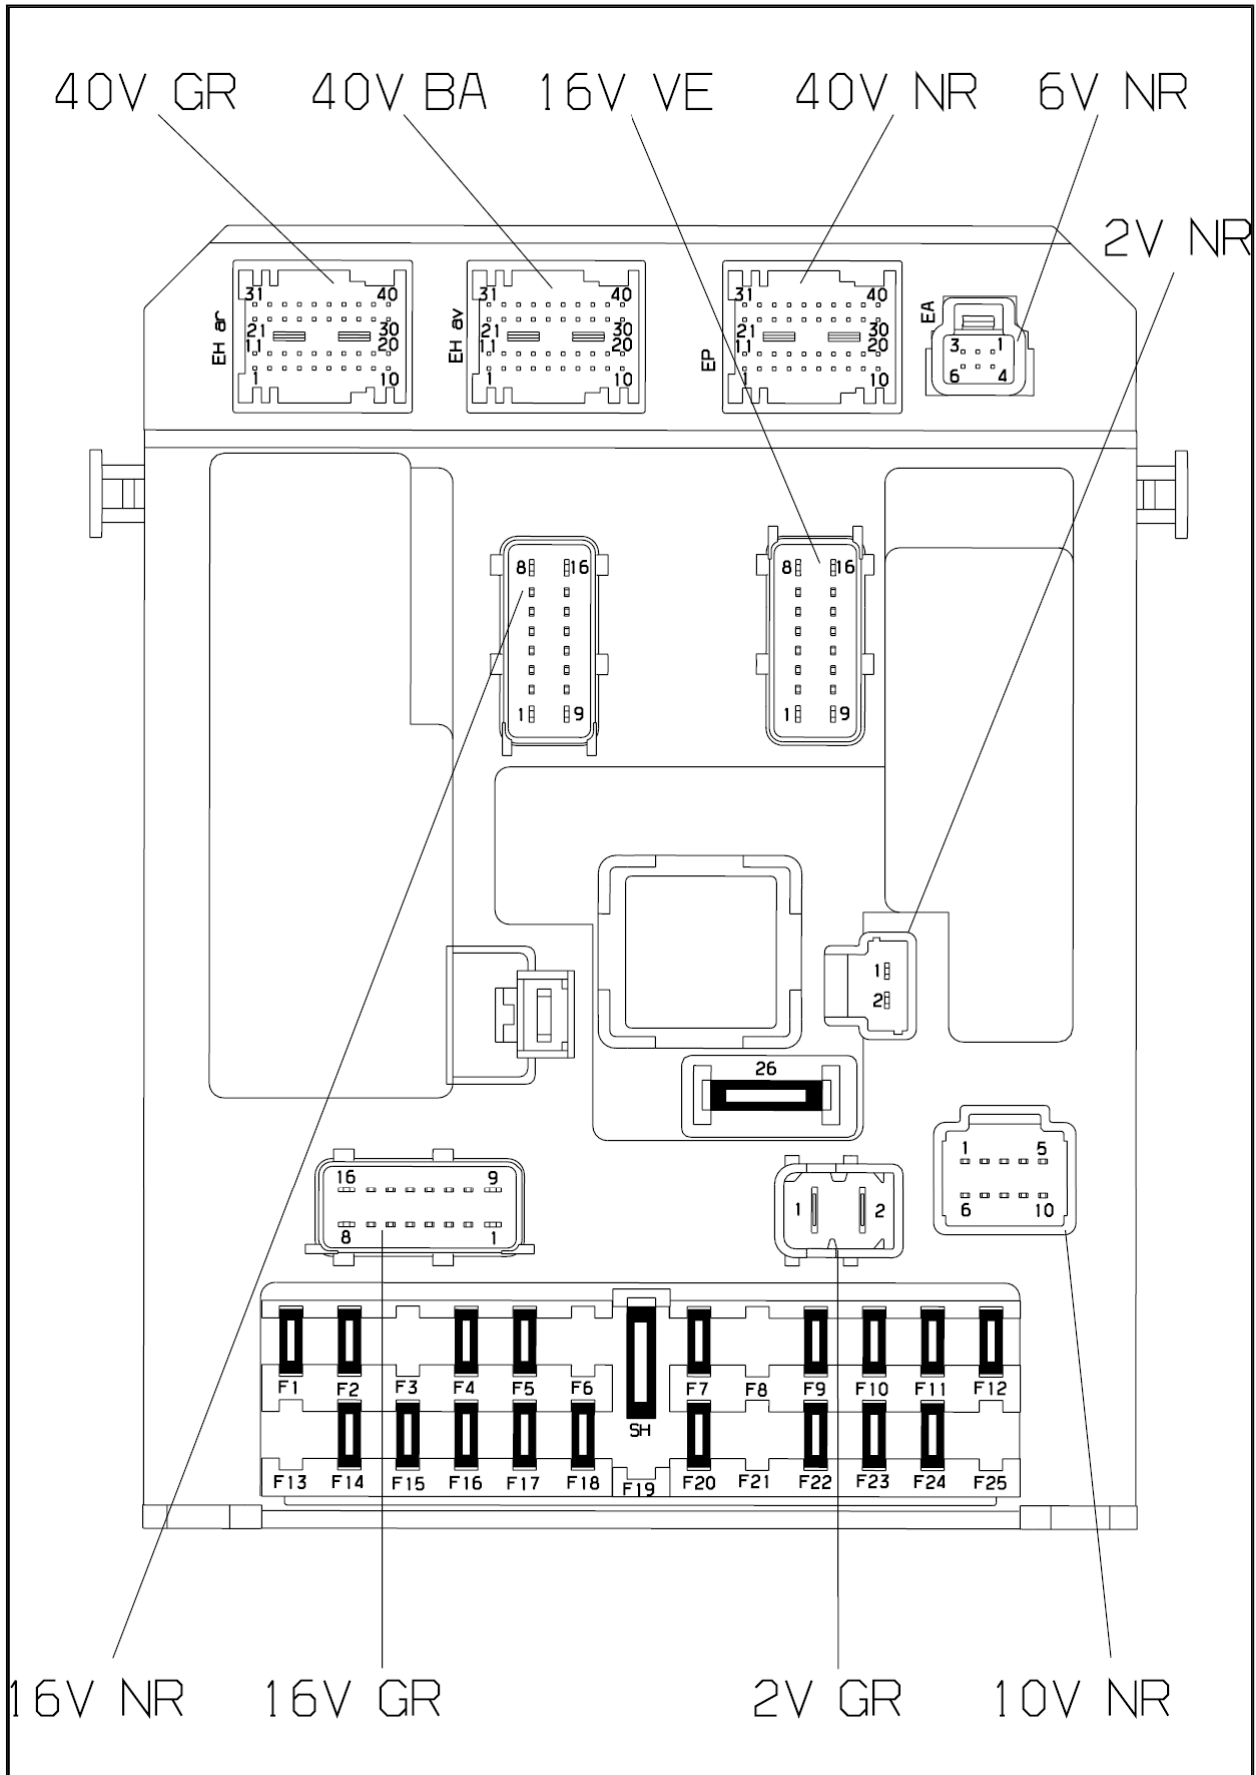 40V GR 40V BA 16V VE 40V NR 6V NR
2V NR
EH ar
31 40
21 30
11 20
1 10
EH av
31 40
21 30
11 20
1 10
EP
31 40
21 30
11 20
1 10
EA
3 1
6 4
8 16
1 9
8 16
1 9
1
2
26
16 9
8 1
1 2
1 5
6 10
F1 F2 F3 F4 F5 F6 F7 F8 F9 F10 F11 F12
SH
F13 F14 F15 F16 F17 F18 F19 F20 F21 F22 F23 F24 F25
16V NR 16V GR 2V GR 10V NR